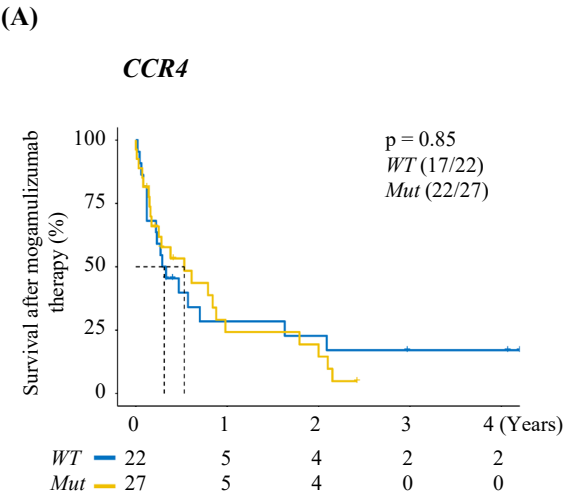 (A)
CCR4
Survival after mogamulizumab
therapy (%)
100
75
50
25
0
p = 0.85
WT (17/22)
Mut (22/27)
0 1 2 3 4 (Years)
WT 22 5 4 2 2
Mut 27 5 4 0 0